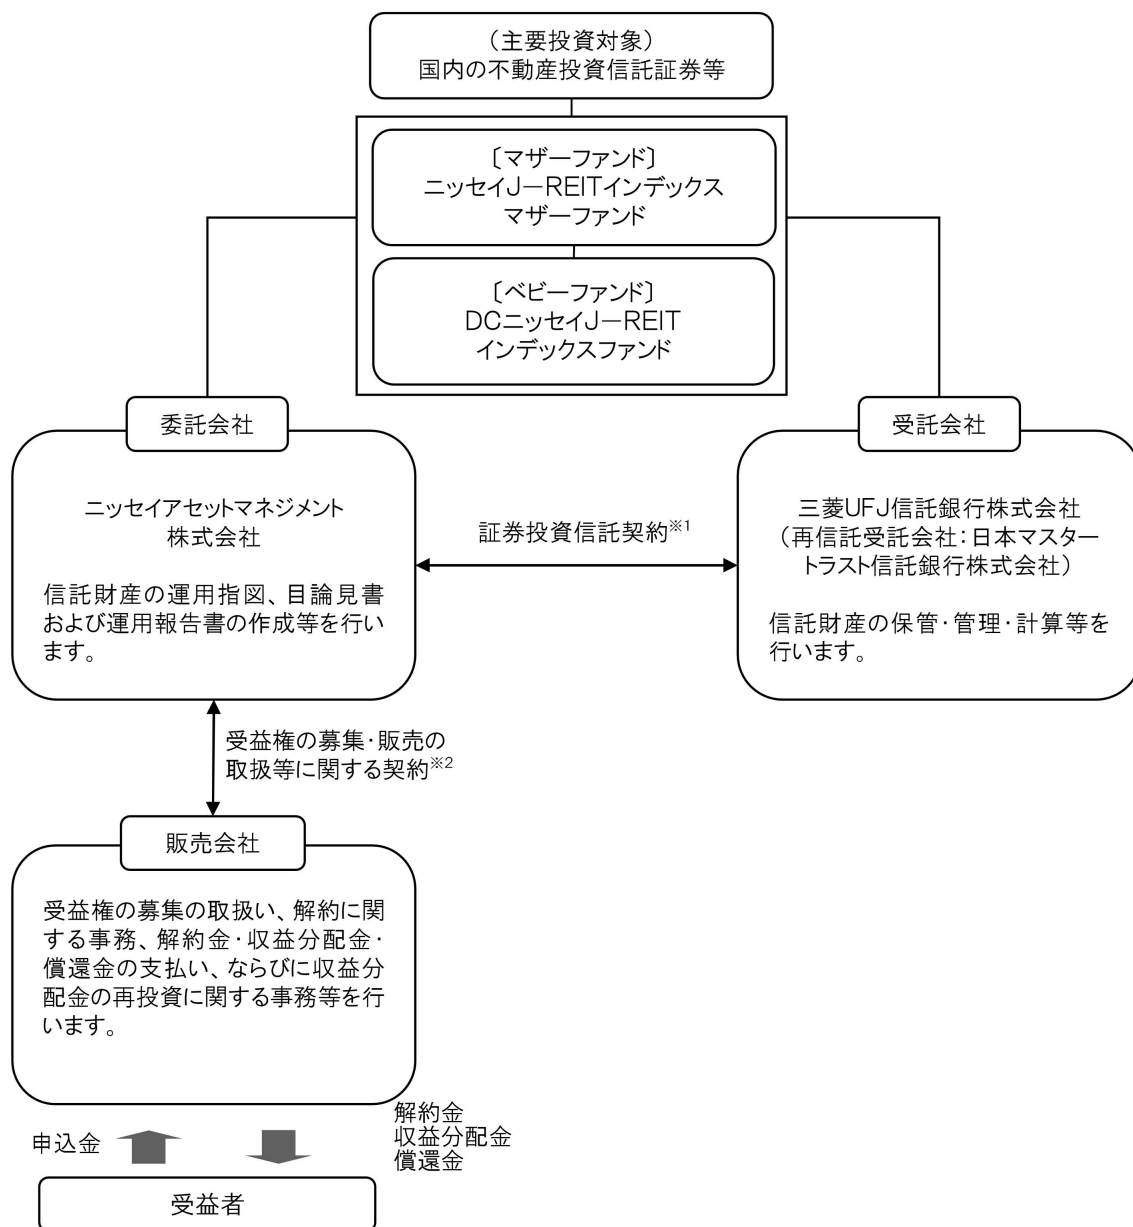 （主要投資対象）
国内の不動産投資信託証券等
〔マザーファンド〕
ニッセイJ－REITインデックス
マザーファンド
〔ベビーファンド〕
DCニッセイJ－REIT
インデックスファンド
委託会社
ニッセイアセットマネジメント
株式会社
信託財産の運用指図、目論見書
および運用報告書の作成等を行い
ます。
証券投資信託契約※1
受託会社
三菱UFJ信託銀行株式会社
（再信託受託会社：日本マスター
トラスト信託銀行株式会社）
信託財産の保管・管理・計算等を
行います。
受益権の募集・販売の
取扱等に関する契約※2
販売会社
受益権の募集の取扱い、解約に関
する事務、解約金・収益分配金・
償還金の支払い、ならびに収益分
配金の再投資に関する事務等を行
います。
申込金
解約金
収益分配金
償還金
受益者